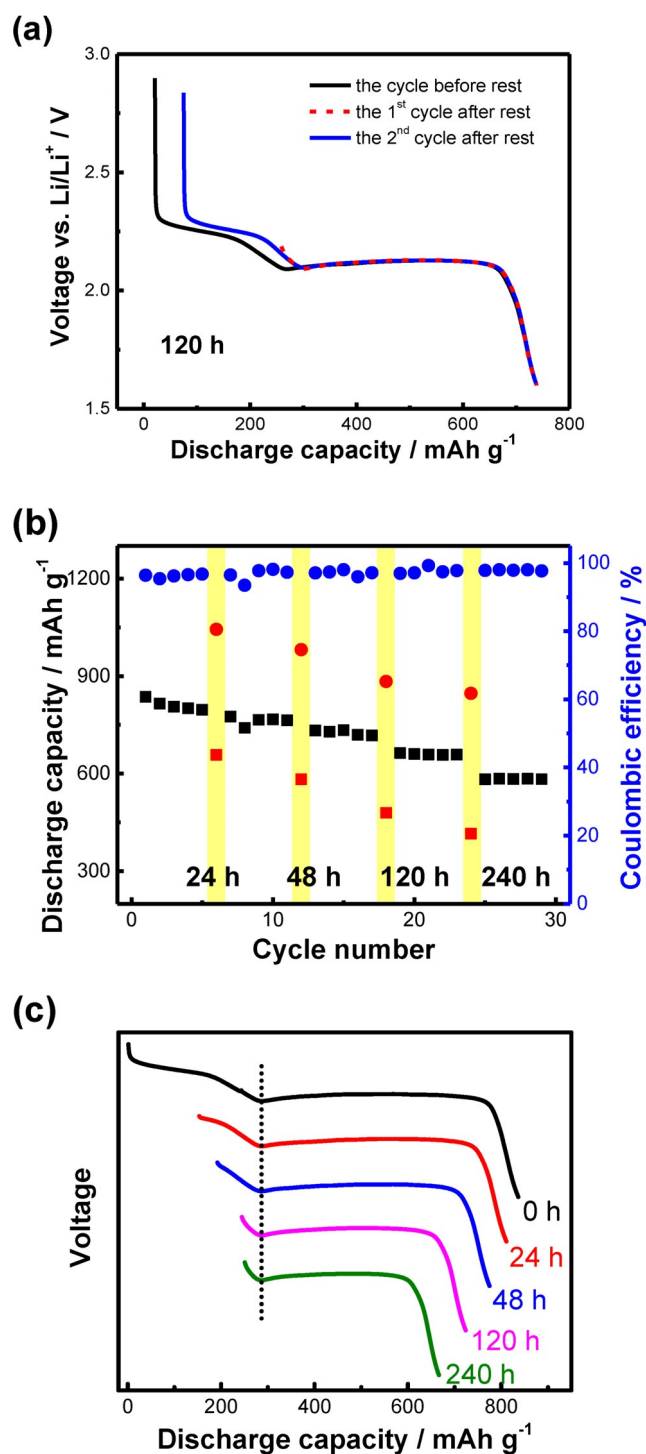 (a)
3.0
2.5
2.0
1.5
Voltage vs. Li/Li⁺ / V
the cycle before rest
the 1ˢᵗ cycle after rest
the 2ⁿᵈ cycle after rest
120 h
0 200 400 600 800
Discharge capacity / mAh g⁻¹
(b)
1200
900
600
300
Discharge capacity / mAh g⁻¹
100
80
60
40
20
0
Coulombic efficiency / %
24 h 48 h 120 h 240 h
0 10 20 30
Cycle number
(c)
Voltage
0 h
24 h
48 h
120 h
240 h
0 200 400 600 800
Discharge capacity / mAh g⁻¹